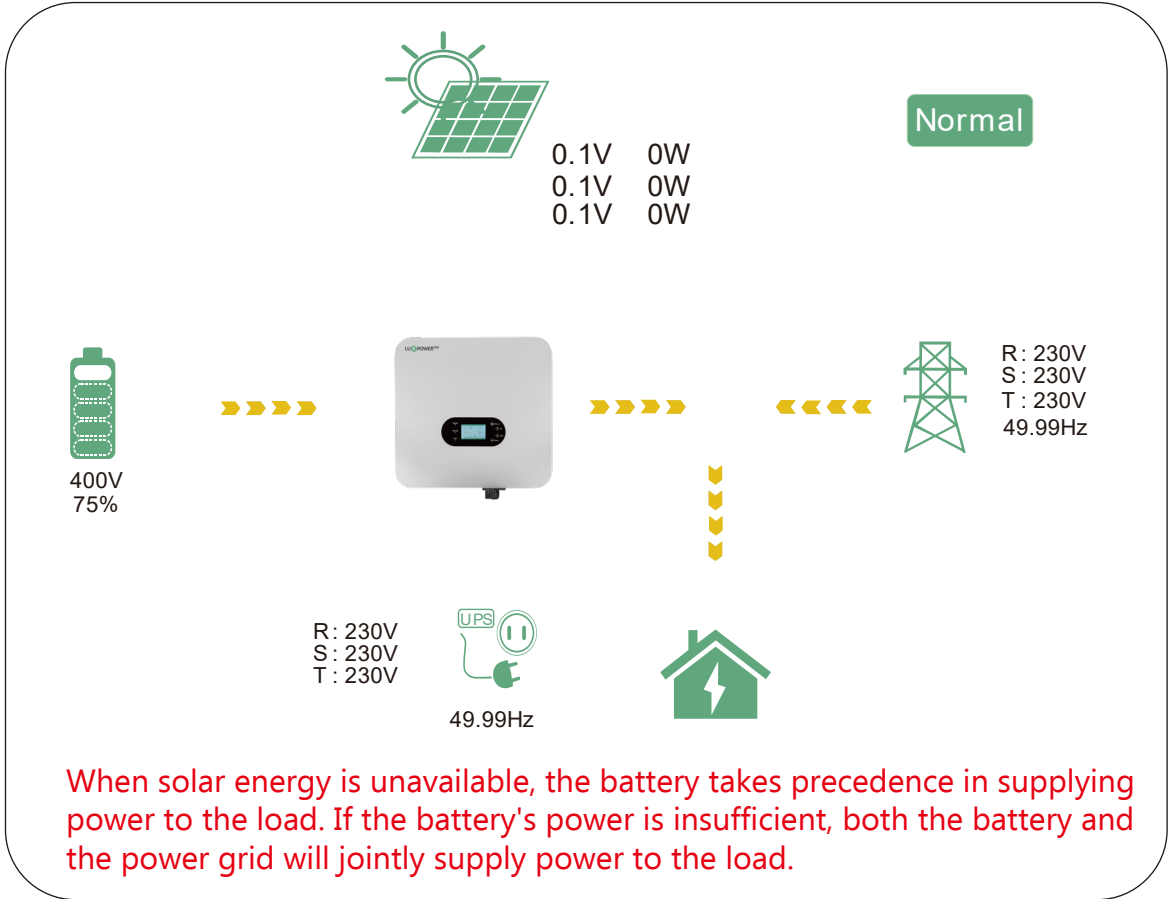 Normal
0.1V 0W
0.1V 0W
0.1V 0W
LUXPOWERTEK
R: 230V
S: 230V
T: 230V
49.99Hz
400V
75%
R: 230V
S: 230V
T: 230V
UPS
49.99Hz
When solar energy is unavailable, the battery takes precedence in supplying
power to the load. If the battery's power is insufficient, both the battery and
the power grid will jointly supply power to the load.